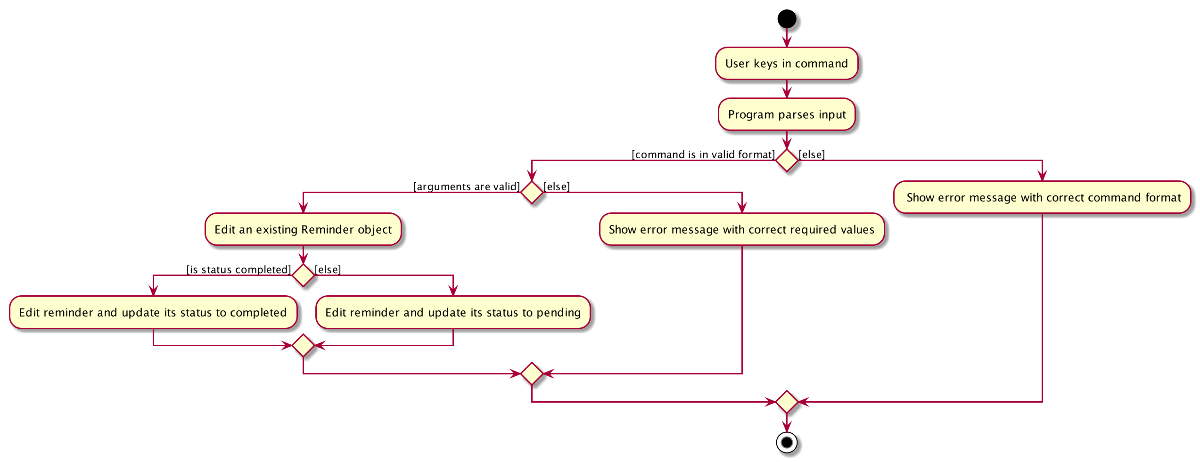 User keys in command
Program parses input
[command is in valid format]
[else]
[arguments are valid]
[else]
Show error message with correct command format
Edit an existing Reminder object
Show error message with correct required values
[is status completed]
[else]
Edit reminder and update its status to completed
Edit reminder and update its status to pending